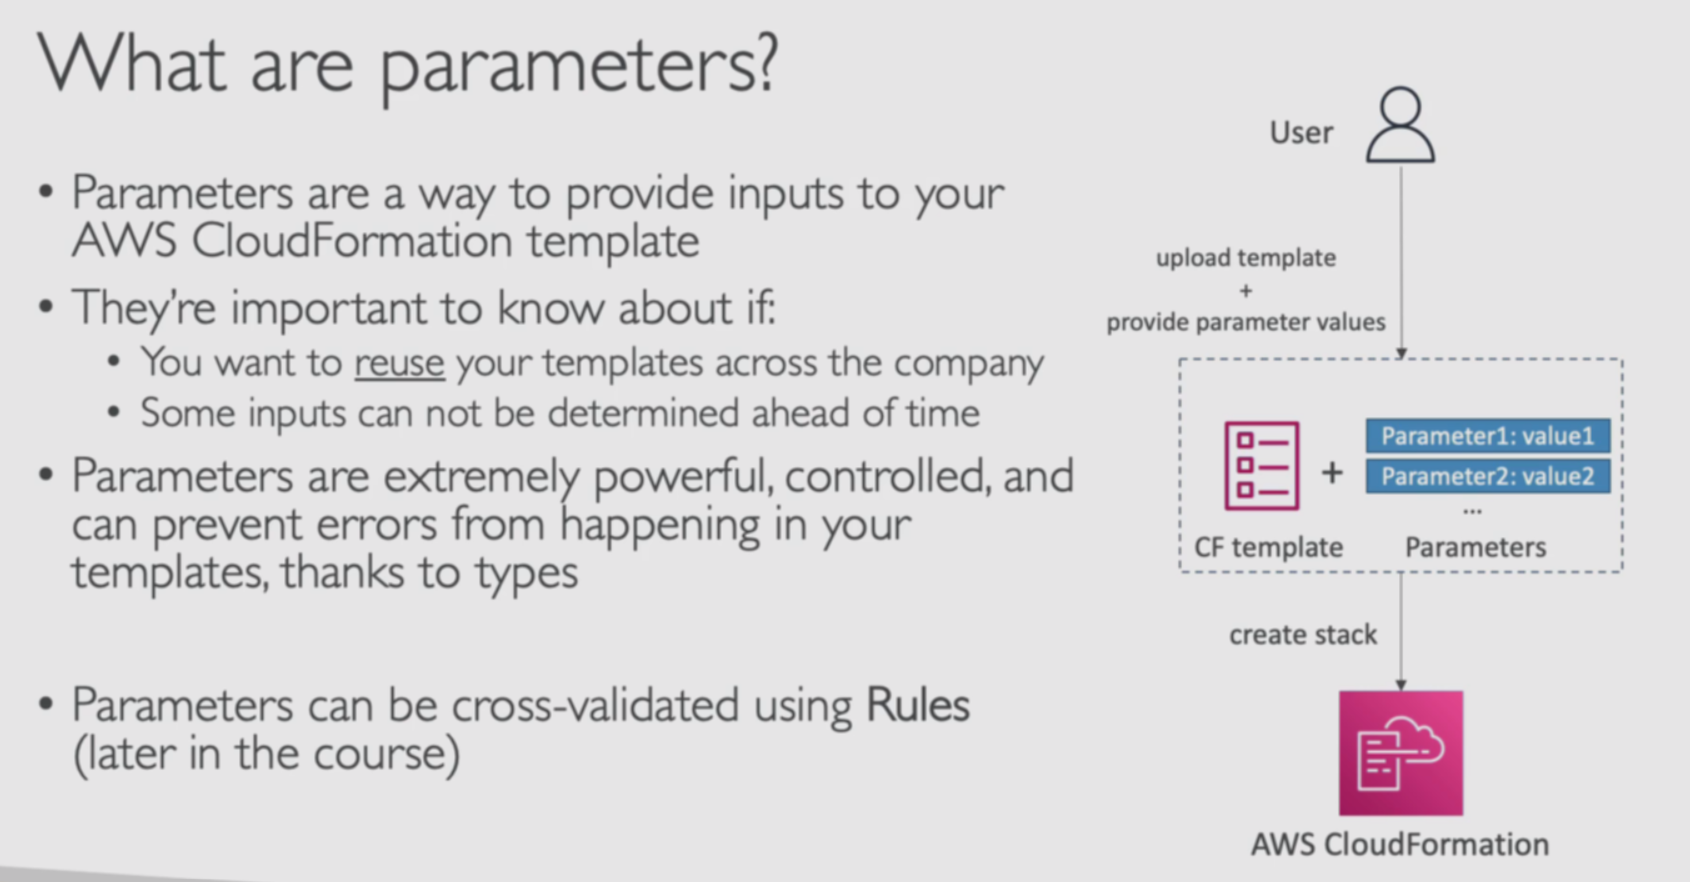 What are parameters?
• Parameters are a way to provide inputs to your
AWS CloudFormation template
• They're important to know about if:
• You want to reuse your templates across the company
• Some inputs can not be determined ahead of time
• Parameters are extremely powerful, controlled, and
can prevent errors from happening in your
templates, thanks to types
• Parameters can be cross-validated using Rules
(later in the course)
User
upload template
+
provide parameter values
Parameter1: value1
+
Parameter2: value2
...
CF template
Parameters
create stack
AWS CloudFormation